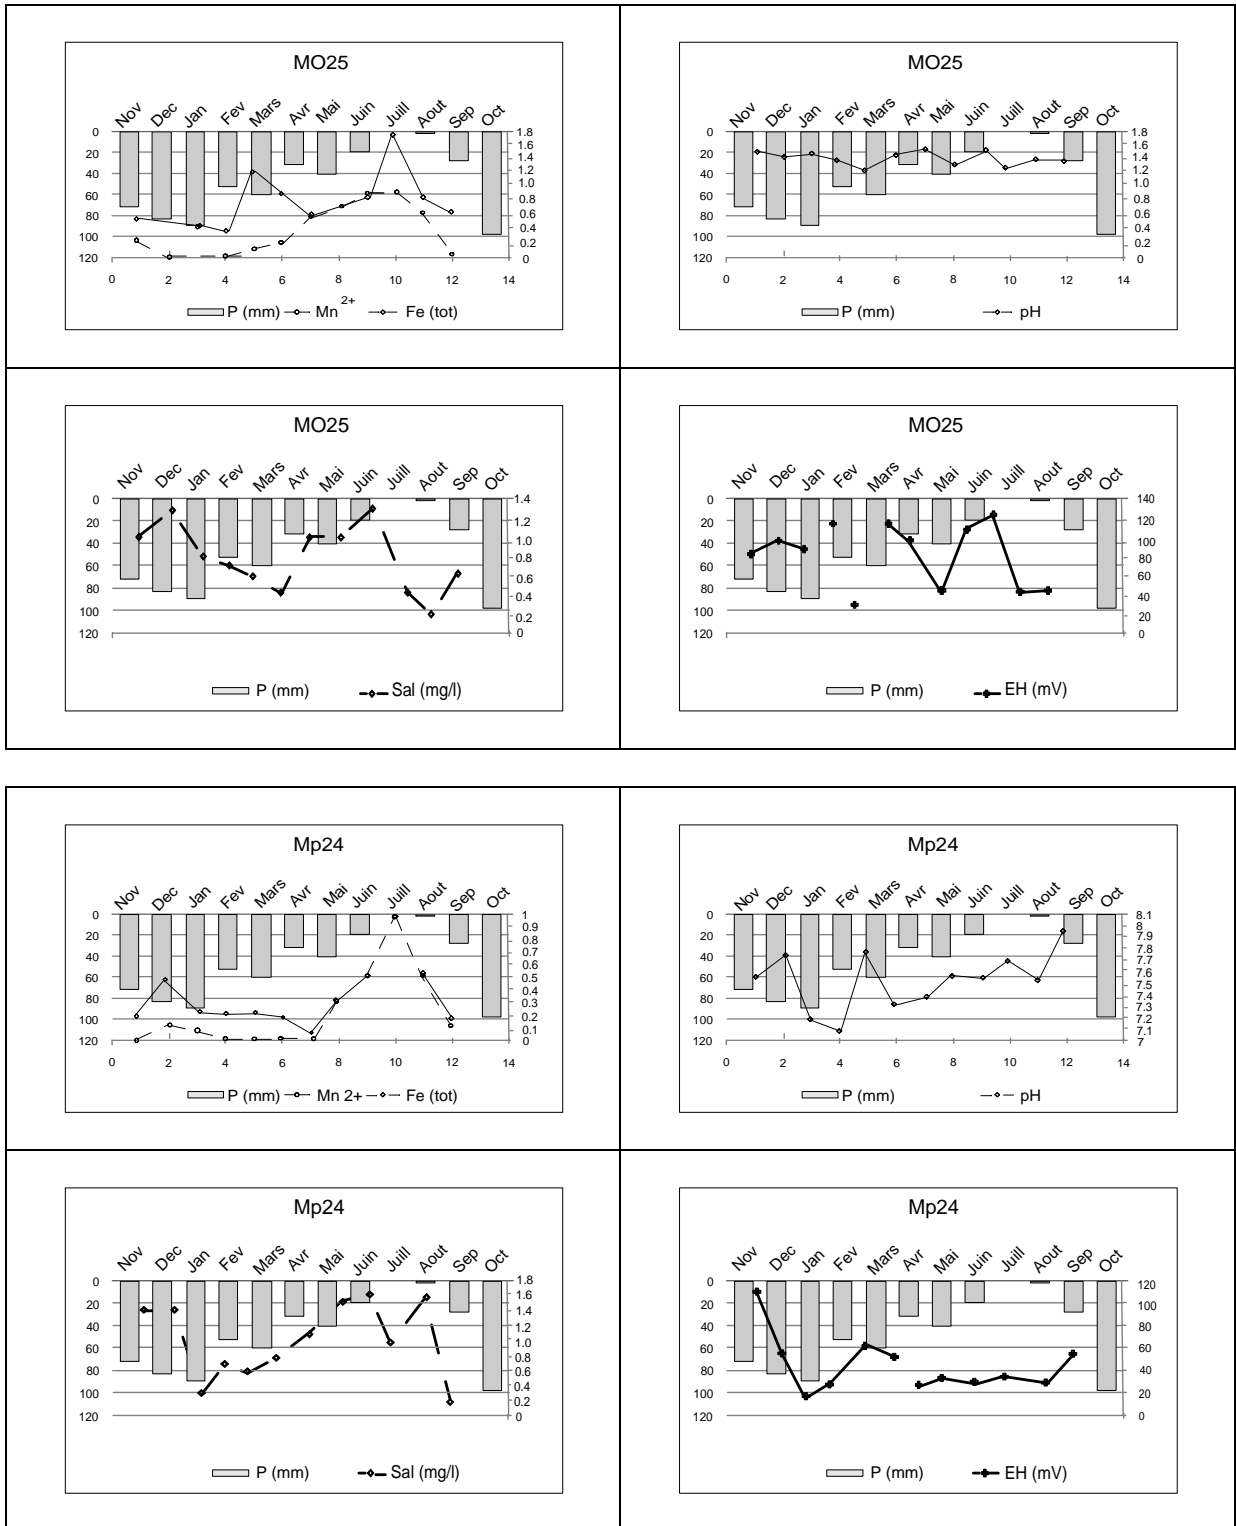 MO25
Nov Dec Jan Fev Mars Avr Mai Juin Juill Aout Sep Oct
0 1.8
20 1.6
40 1.4
60 1.2
80 1.0
100 0.8
120 0.6
0.4
0.2
0
0 2 4 6 8 10 12 14
P (mm) Mn 2+ Fe (tot)
MO25
Nov Dec Jan Fev Mars Avr Mai Juin Juill Aout Sep Oct
0 1.8
20 1.6
40 1.4
60 1.2
80 1.0
100 0.8
120 0.6
0.4
0.2
0
0 2 4 6 8 10 12 14
P (mm) pH
MO25
Nov Dec Jan Fev Mars Avr Mai Juin Juill Aout Sep Oct
0 1.4
20 1.2
40 1.0
60 0.8
80 0.6
100 0.4
120 0.2
0
P (mm) Sal (mg/l)
MO25
Nov Dec Jan Fev Mars Avr Mai Juin Juill Aout Sep Oct
0 140
20 120
40 100
60 80
80 60
100 40
120 20
0
P (mm) EH (mV)
Mp24
Nov Dec Jan Fev Mars Avr Mai Juin Juill Aout Sep Oct
0 1
20 0.9
40 0.8
60 0.7
80 0.6
100 0.5
120 0.4
0.3
0.2
0.1
0
0 2 4 6 8 10 12 14
P (mm) Mn 2+ Fe (tot)
Mp24
Nov Dec Jan Fev Mars Avr Mai Juin Juill Aout Sep Oct
0 8.1
20 8
40 7.9
60 7.8
80 7.7
100 7.6
120 7.5
7.4
7.3
7.2
7.1
7
0 2 4 6 8 10 12 14
P (mm) pH
Mp24
Nov Dec Jan Fev Mars Avr Mai Juin Juill Aout Sep Oct
0 1.8
20 1.6
40 1.4
60 1.2
80 1.0
100 0.8
120 0.6
0.4
0.2
0
P (mm) Sal (mg/l)
Mp24
Nov Dec Jan Fev Mars Avr Mai Juin Juill Aout Sep Oct
0 120
20 100
40 80
60 60
80 40
100 20
120 0
P (mm) EH (mV)